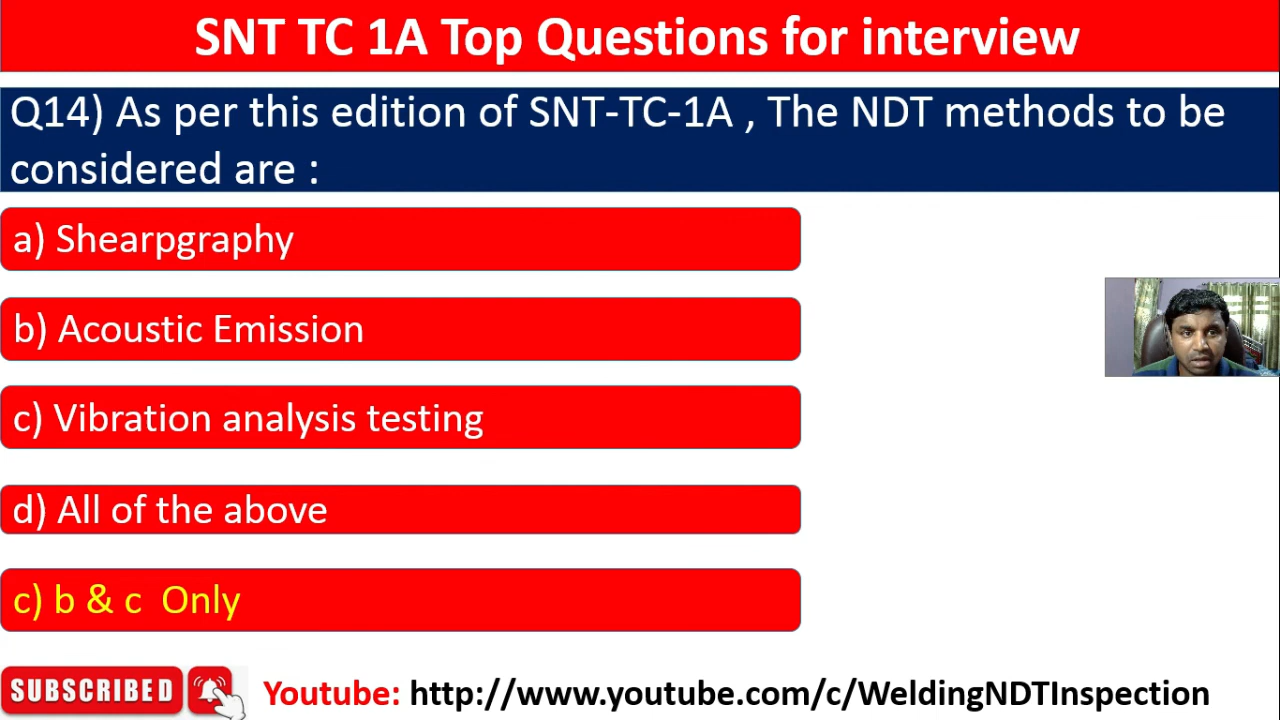 SNT TC 1A Top Questions for interview
Q14) As per this edition of SNT-TC-1A , The NDT methods to be
considered are :
a) Shearpgraphy
b) Acoustic Emission
c) Vibration analysis testing
d) All of the above
c) b & c Only
SUBSCRIBED
Youtube: http://www.youtube.com/c/WeldingNDTInspection